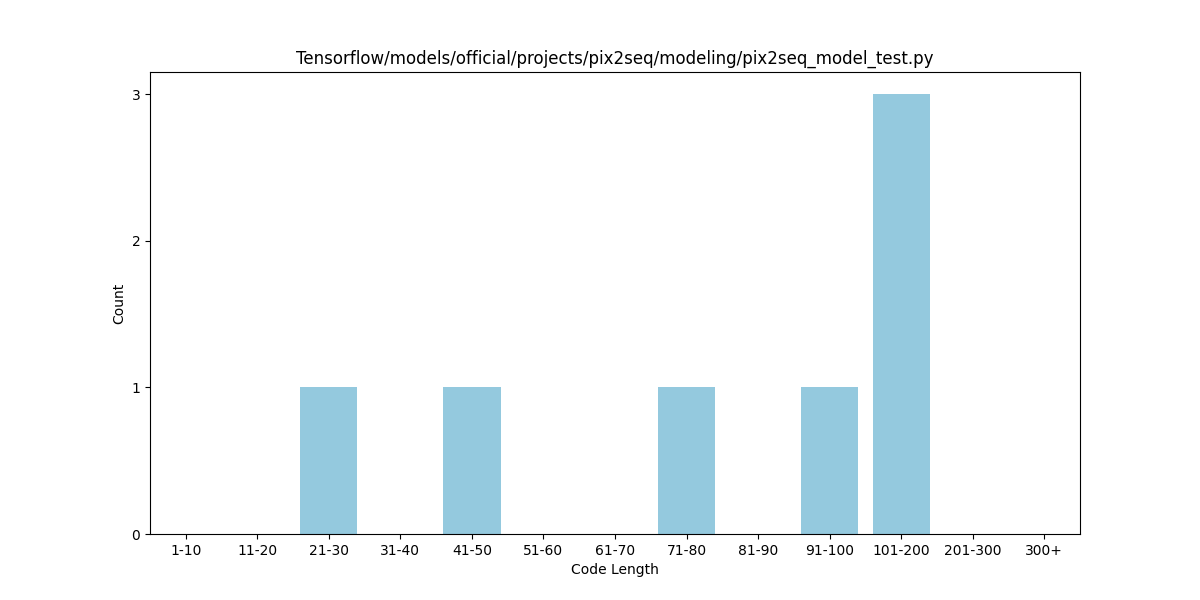 Tensorflow/models/official/projects/pix2seq/modeling/pix2seq_model_test.py
3
2
1
0
Count
1-10 11-20 21-30 31-40 41-50 51-60 61-70 71-80 81-90 91-100 101-200 201-300 300+
Code Length